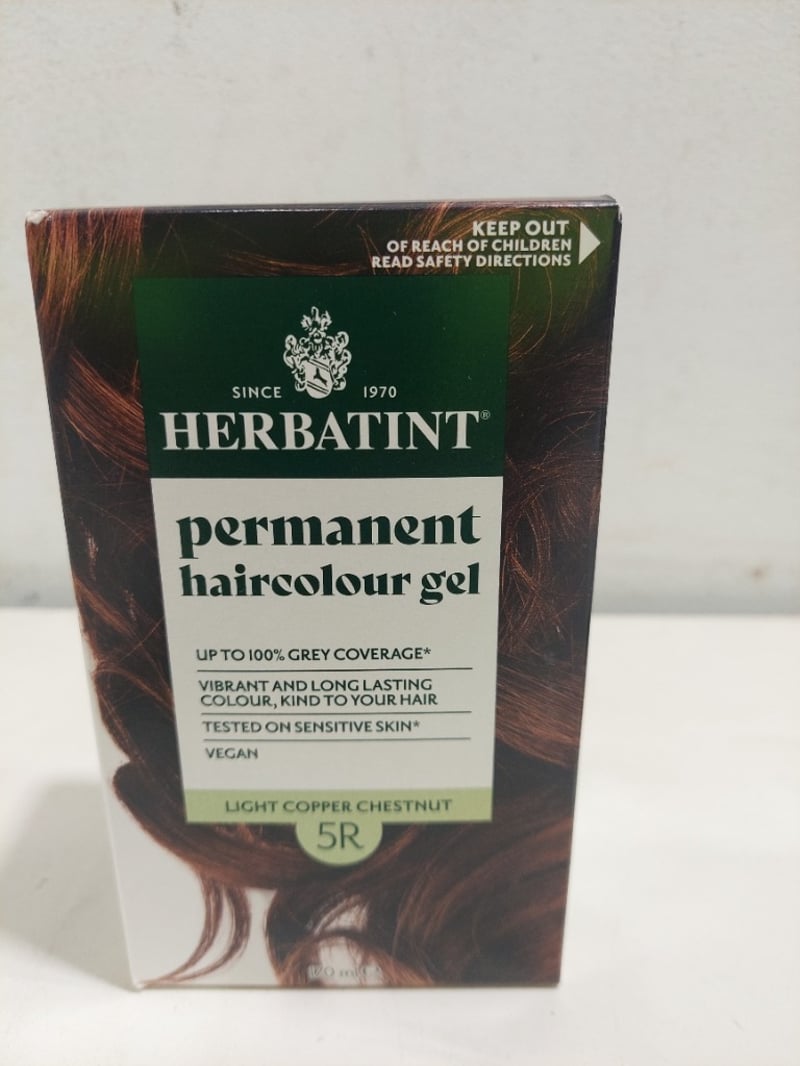 KEEP OUT
OF REACH OF CHILDREN
READ SAFETY DIRECTIONS
SINCE 1970
HERBATINT®
permanent
haircolour gel
UP TO 100% GREY COVERAGE*
VIBRANT AND LONG LASTING
COLOUR, KIND TO YOUR HAIR
TESTED ON SENSITIVE SKIN*
VEGAN
LIGHT COPPER CHESTNUT
5R
170 ml